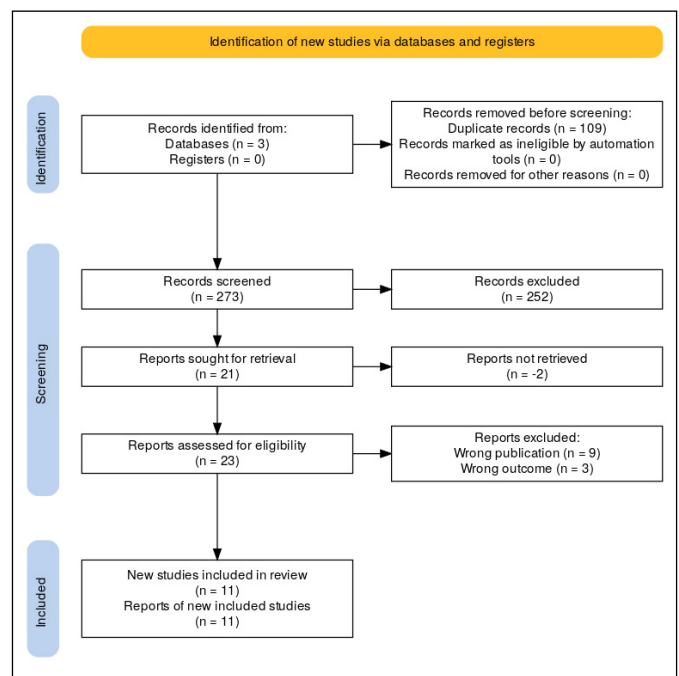 Identification of new studies via databases and registers
Identification
Records identified from:
Databases (n = 3)
Registers (n = 0)
Records removed before screening:
Duplicate records (n = 109)
Records marked as ineligible by automation
tools (n = 0)
Records removed for other reasons (n = 0)
Screening
Records screened
(n = 273)
Records excluded
(n = 252)
Reports sought for retrieval
(n = 21)
Reports not retrieved
(n = -2)
Reports assessed for eligibility
(n = 23)
Reports excluded:
Wrong publication (n = 9)
Wrong outcome (n = 3)
Included
New studies included in review
(n = 11)
Reports of new included studies
(n = 11)